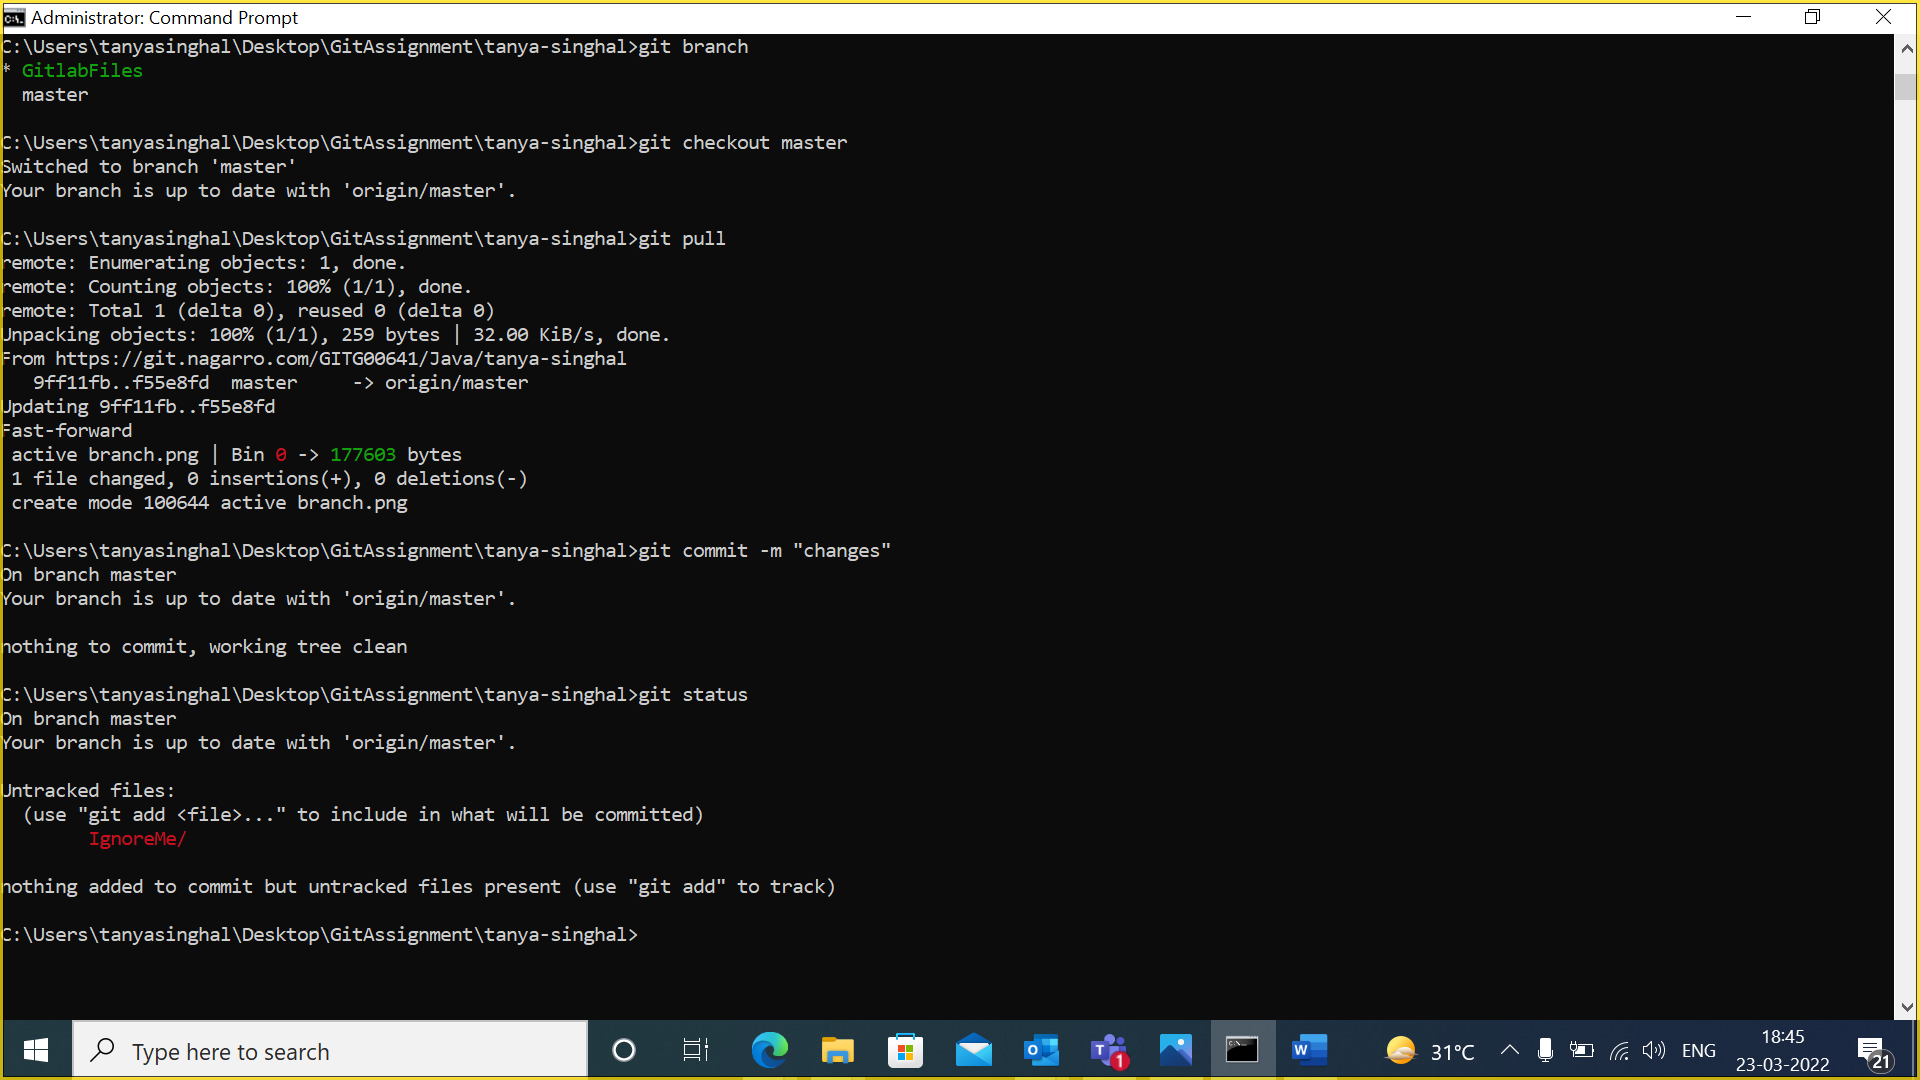 Administrator: Command Prompt
C:\Users\tanyasinghal\Desktop\GitAssignment\tanya-singhal>git branch
* GitlabFiles
  master
C:\Users\tanyasinghal\Desktop\GitAssignment\tanya-singhal>git checkout master
Switched to branch 'master'
Your branch is up to date with 'origin/master'.
C:\Users\tanyasinghal\Desktop\GitAssignment\tanya-singhal>git pull
remote: Enumerating objects: 1, done.
remote: Counting objects: 100% (1/1), done.
remote: Total 1 (delta 0), reused 0 (delta 0)
Unpacking objects: 100% (1/1), 259 bytes | 32.00 KiB/s, done.
From https://git.nagarro.com/GITG00641/Java/tanya-singhal
   9ff11fb..f55e8fd  master     -> origin/master
Updating 9ff11fb..f55e8fd
Fast-forward
 active branch.png | Bin 0 -> 177603 bytes
 1 file changed, 0 insertions(+), 0 deletions(-)
 create mode 100644 active branch.png
C:\Users\tanyasinghal\Desktop\GitAssignment\tanya-singhal>git commit -m "changes"
On branch master
Your branch is up to date with 'origin/master'.
nothing to commit, working tree clean
C:\Users\tanyasinghal\Desktop\GitAssignment\tanya-singhal>git status
On branch master
Your branch is up to date with 'origin/master'.
Untracked files:
  (use "git add <file>..." to include in what will be committed)
        IgnoreMe/
nothing added to commit but untracked files present (use "git add" to track)
C:\Users\tanyasinghal\Desktop\GitAssignment\tanya-singhal>
Type here to search
1
31°C
ENG
18:45
23-03-2022
21